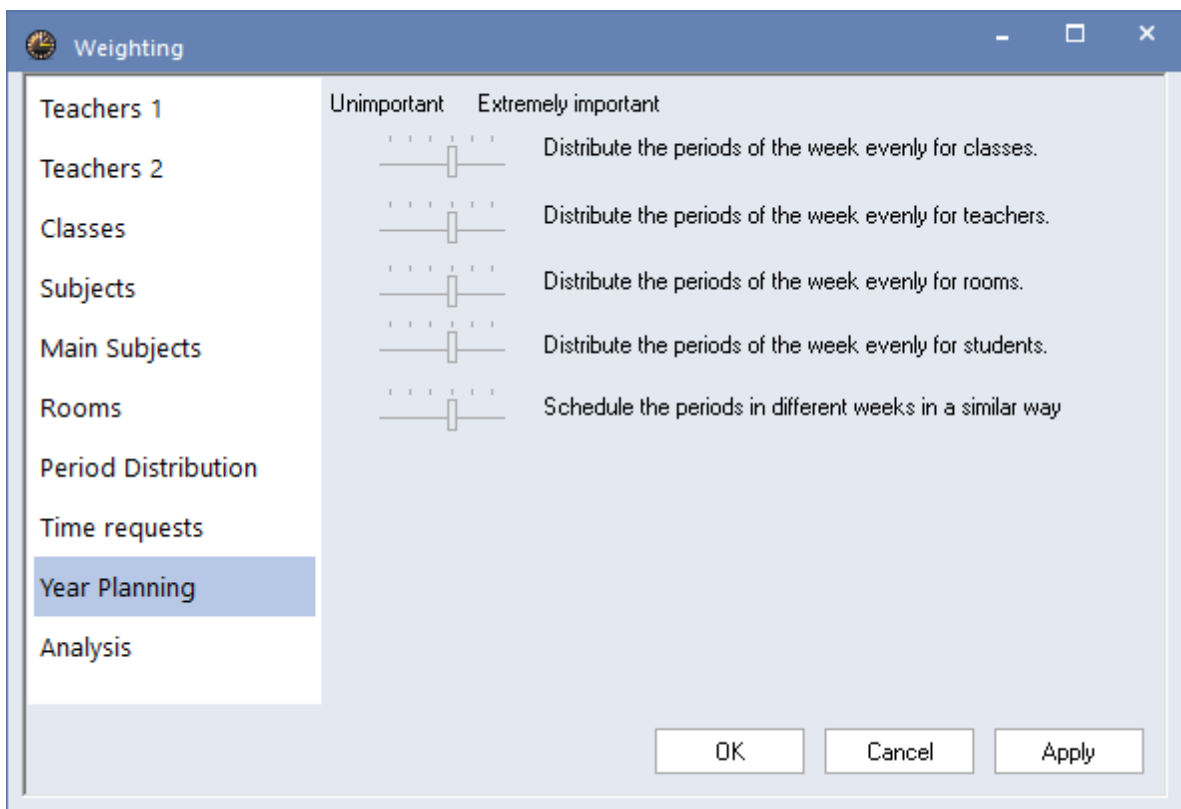 Weighting
Teachers 1
Teachers 2
Classes
Subjects
Main Subjects
Rooms
Period Distribution
Time requests
Year Planning
Analysis
Unimportant Extremely important
Distribute the periods of the week evenly for classes.
Distribute the periods of the week evenly for teachers.
Distribute the periods of the week evenly for rooms.
Distribute the periods of the week evenly for students.
Schedule the periods in different weeks in a similar way
OK Cancel Apply